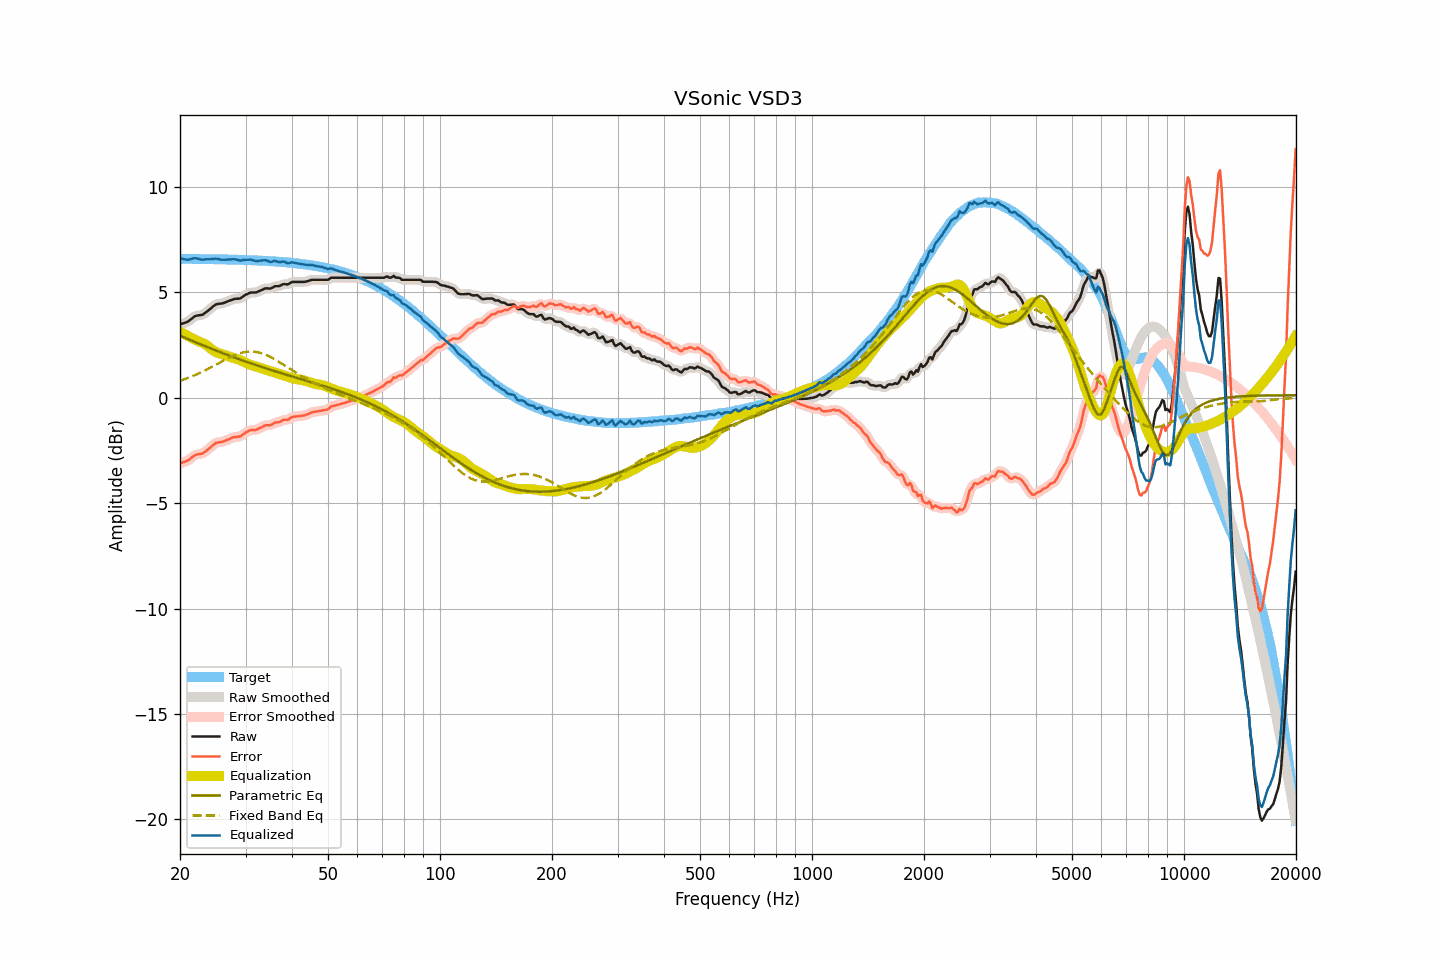 VSonic VSD3
Amplitude (dBr)
10
5
0
−5
−10
−15
−20
Target
Raw Smoothed
Error Smoothed
Raw
Error
Equalization
Parametric Eq
Fixed Band Eq
Equalized
20 50 100 200 500 1000 2000 5000 10000 20000
Frequency (Hz)